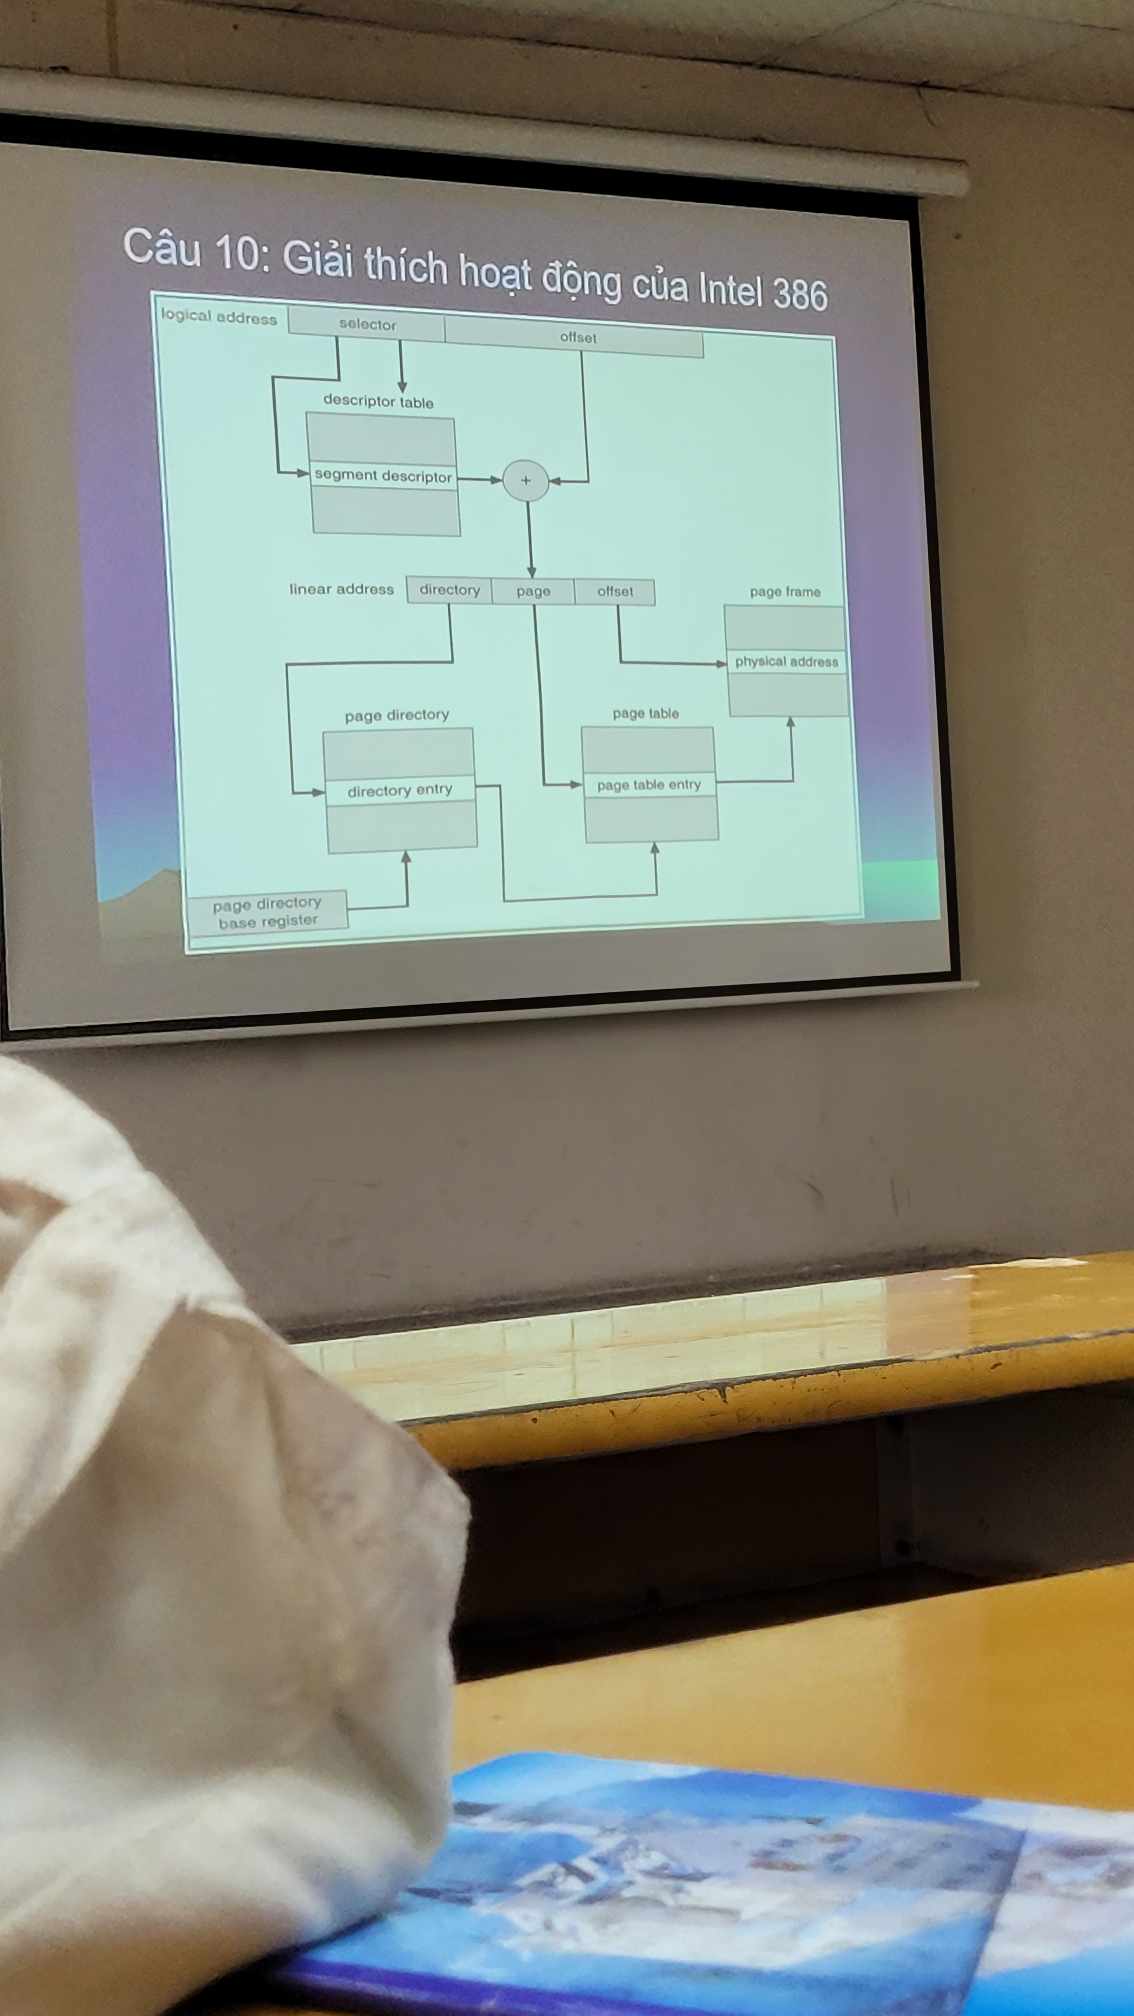 Câu 10: Giải thích hoạt động của Intel 386
logical address
selector
offset
descriptor table
segment descriptor
+
linear address
directory
page
offset
page frame
physical address
page directory
page table
directory entry
page table entry
page directory
base register